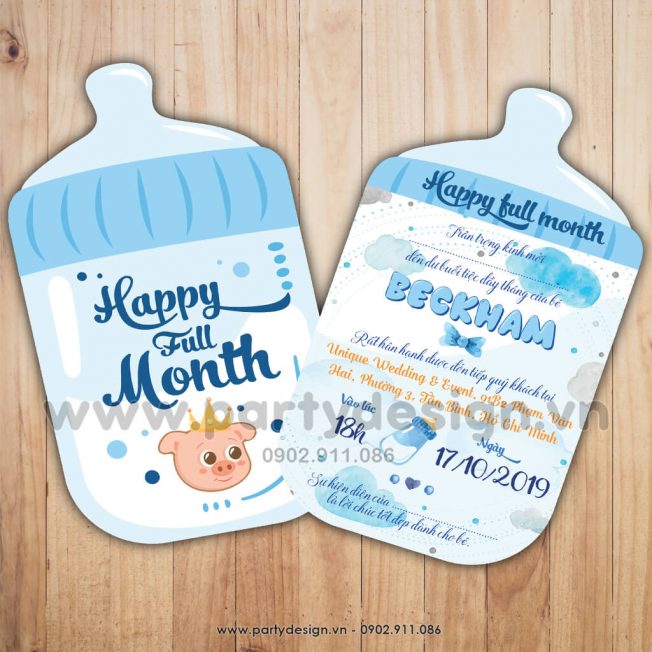 Happy
Full
Month
Happy full month
Trân trọng kính mời
đến dự buổi tiệc đầy tháng của bé
BECKHAM
Rất hân hạnh được đón tiếp quý khách tại
Unique Wedding & Event, 91B2 Phạm Văn
Hai, Phường 3, Tân Bình, Hồ Chí Minh
Vào lúc
18h
Ngày
17/10/2019
Sự hiện diện của
là lời chúc tốt đẹp dành cho bé.
www.partydesign.vn
0902.911.086
www.partydesign.vn - 0902.911.086